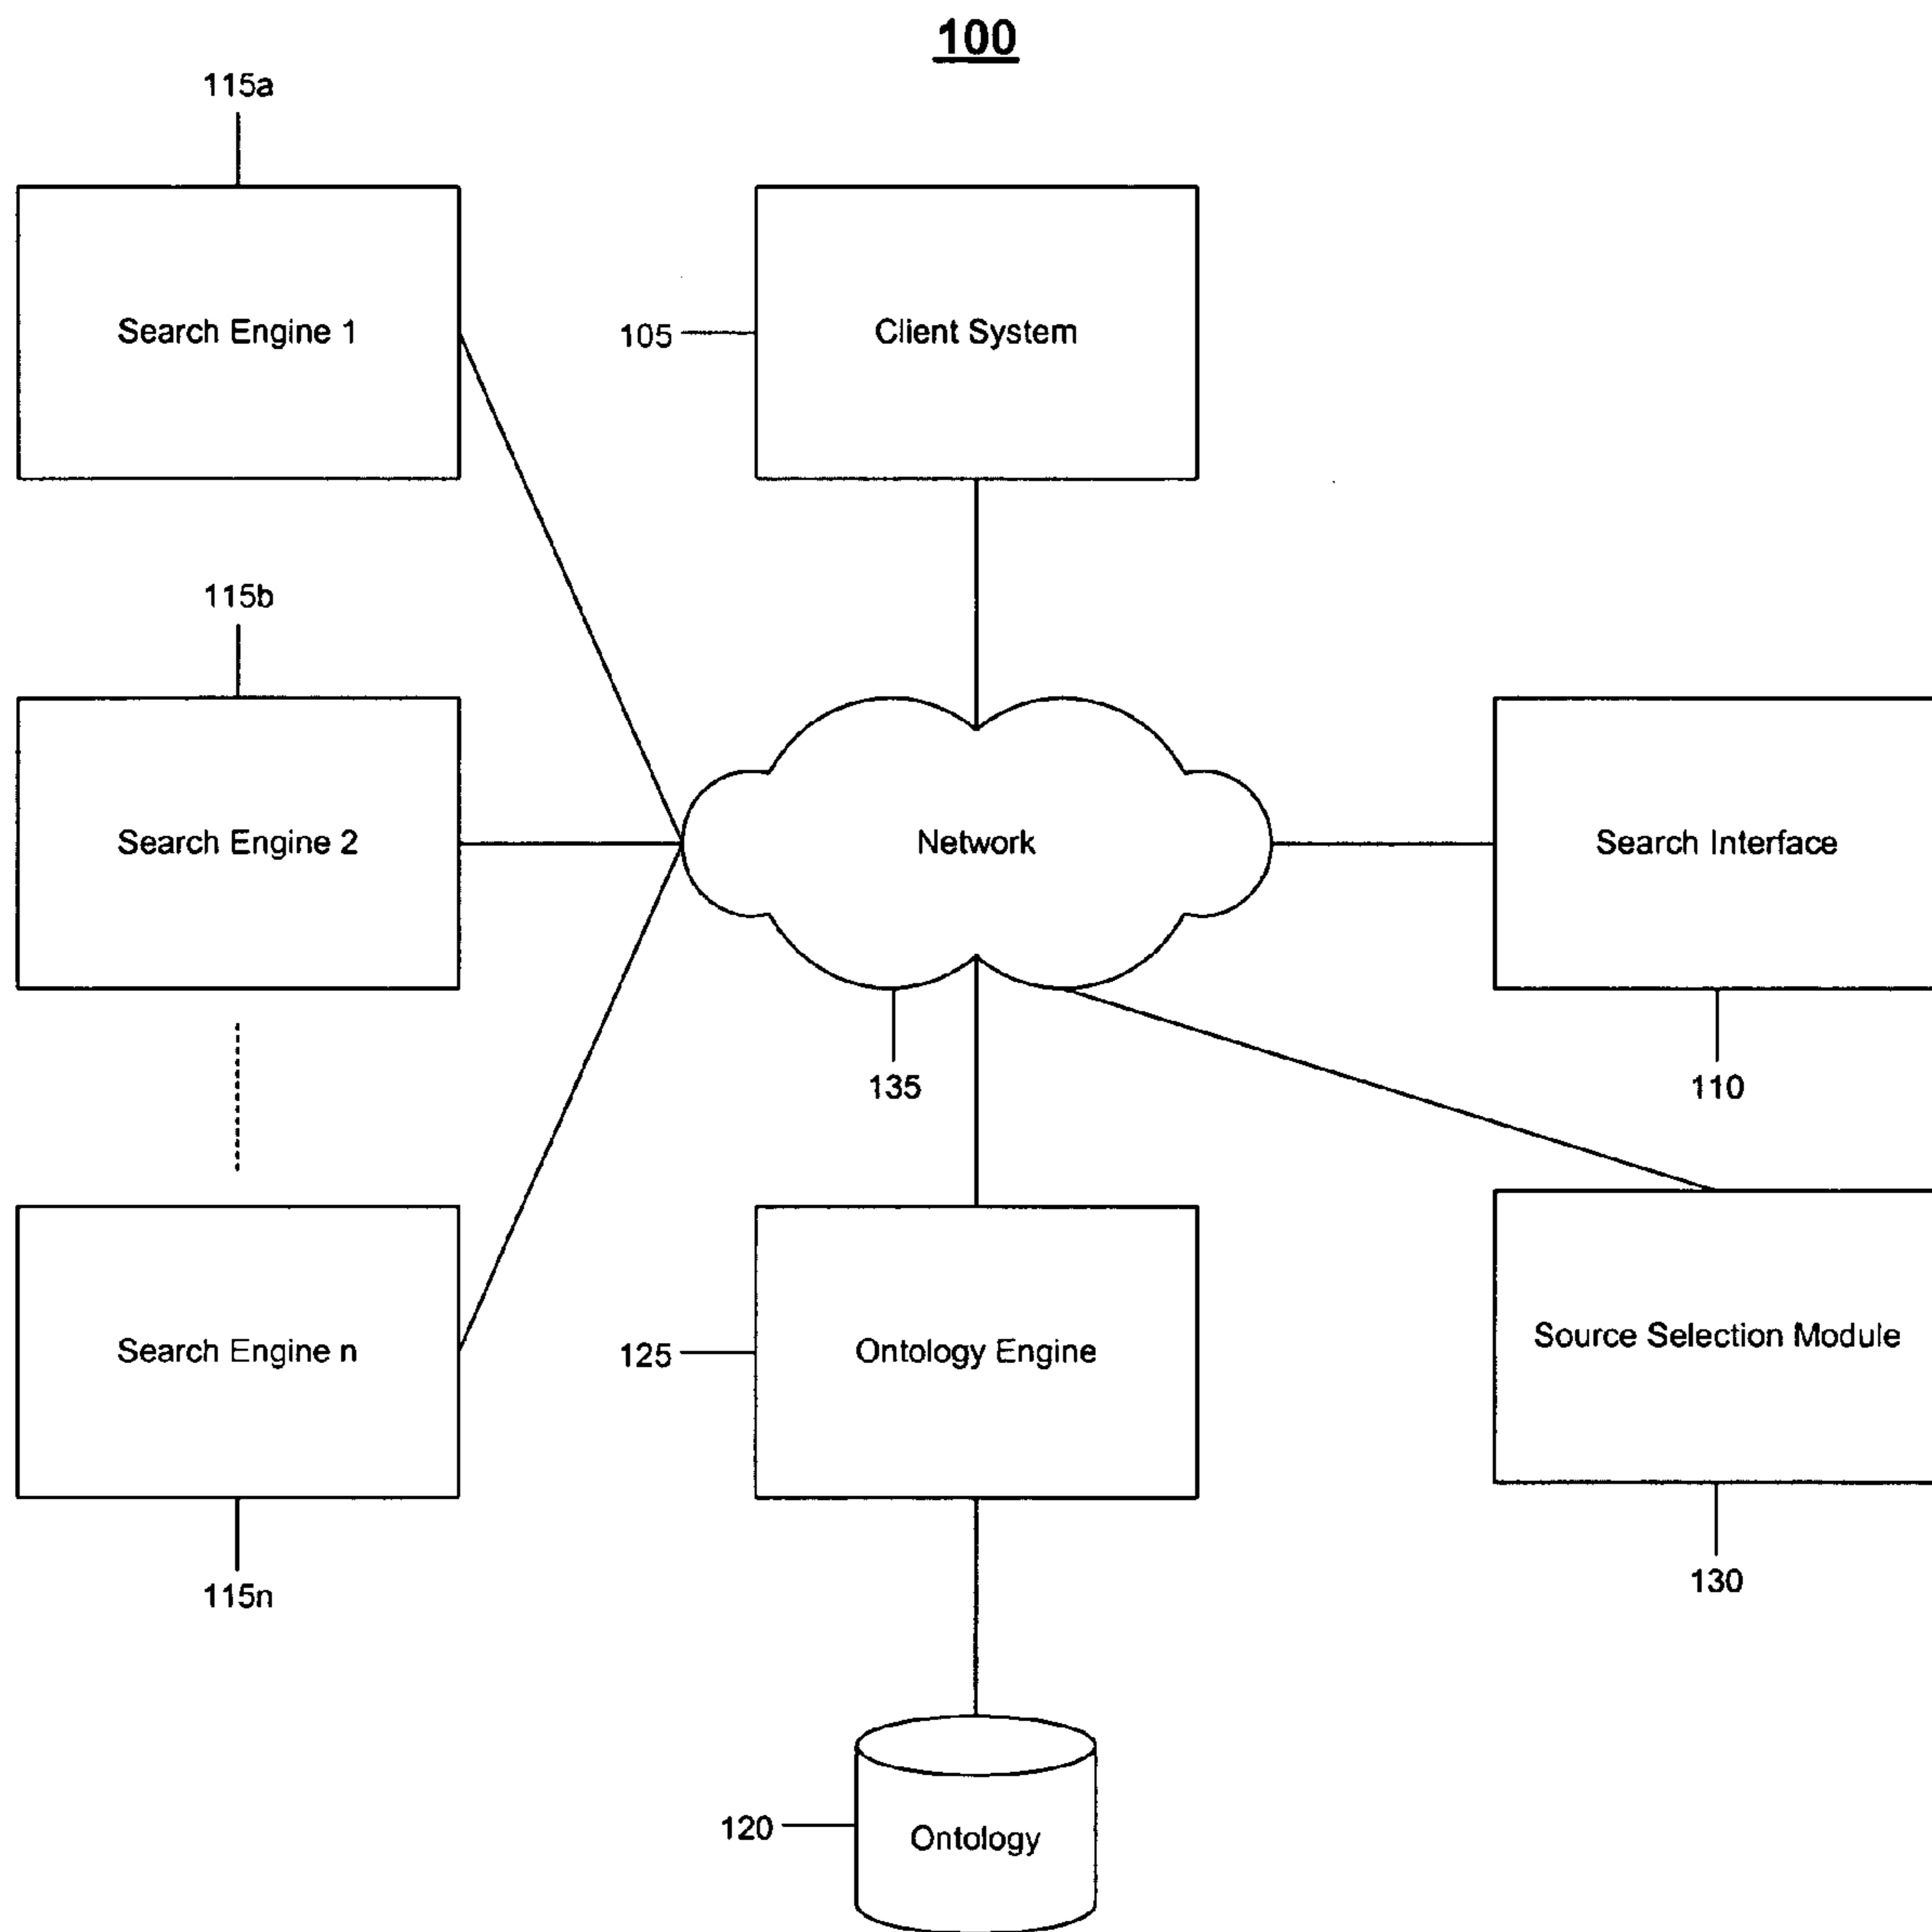 100
115a
Search Engine 1
105
Client System
115b
Search Engine 2
Network
Search Interface
135
110
Search Engine n
125
Ontology Engine
Source Selection Module
115n
130
120
Ontology